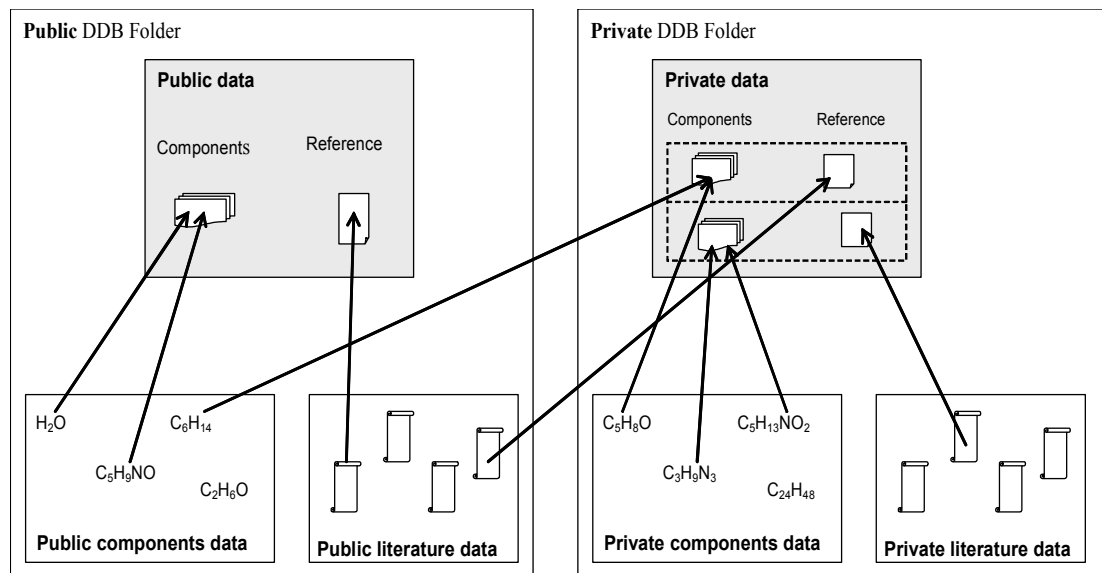 Public DDB Folder
Public data
Components
Reference
H₂O
C₆H₁₄
C₅H₉NO
C₂H₆O
Public components data
Public literature data
Private DDB Folder
Private data
Components
Reference
C₅H₈O
C₅H₁₃NO₂
C₃H₉N₃
C₂₄H₄₈
Private components data
Private literature data